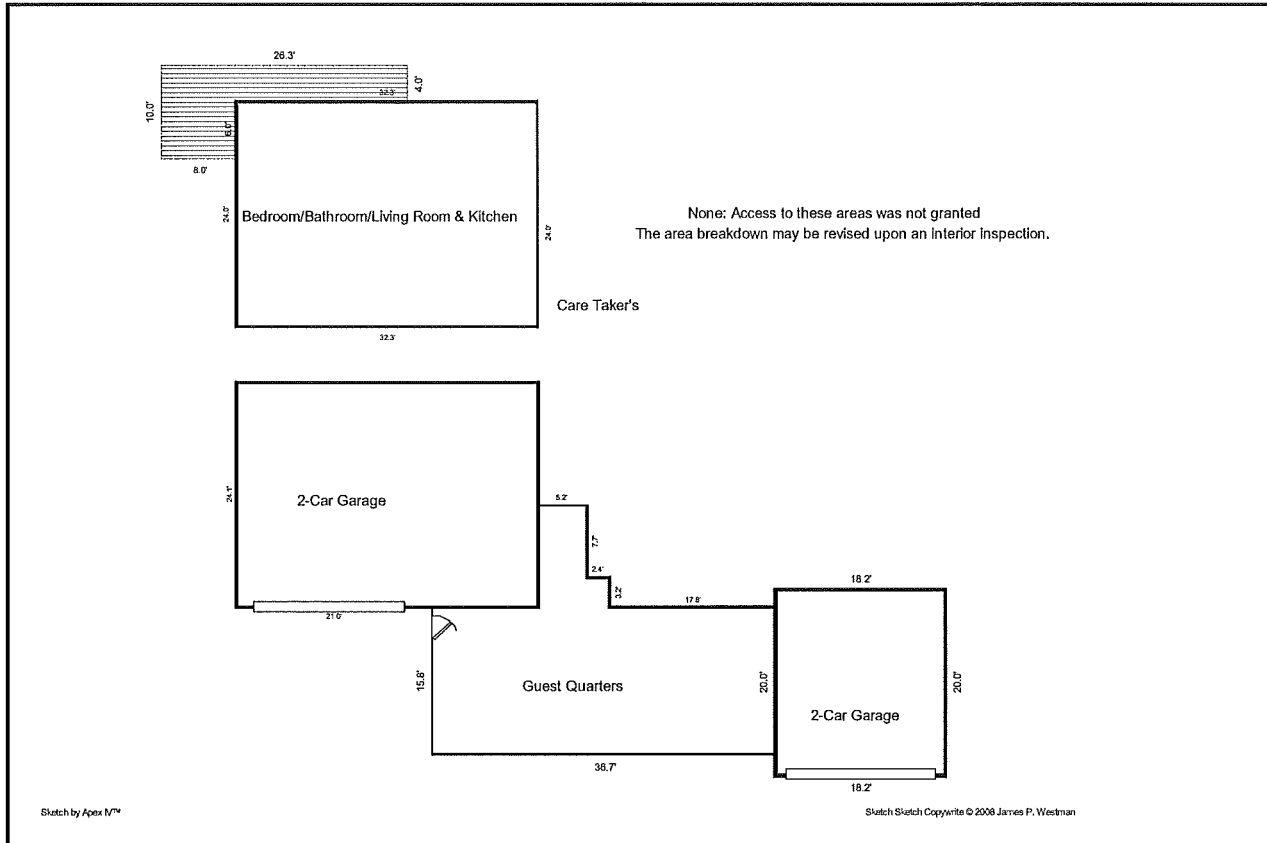 26.3'
4.0'
32.3'
10.0'
6.0'
8.0'
24.0'
Bedroom/Bathroom/Living Room & Kitchen
24.0'
None: Access to these areas was not granted
The area breakdown may be revised upon an interior inspection.
Care Taker's
32.3'
24.1'
2-Car Garage
5.2'
7.7'
2.4'
3.2'
17.8'
18.2'
21.0'
15.8'
Guest Quarters
20.0'
20.0'
2-Car Garage
36.7'
18.2'
Sketch by Apex IV™
Sketch Sketch Copywrite © 2008 James P. Westman